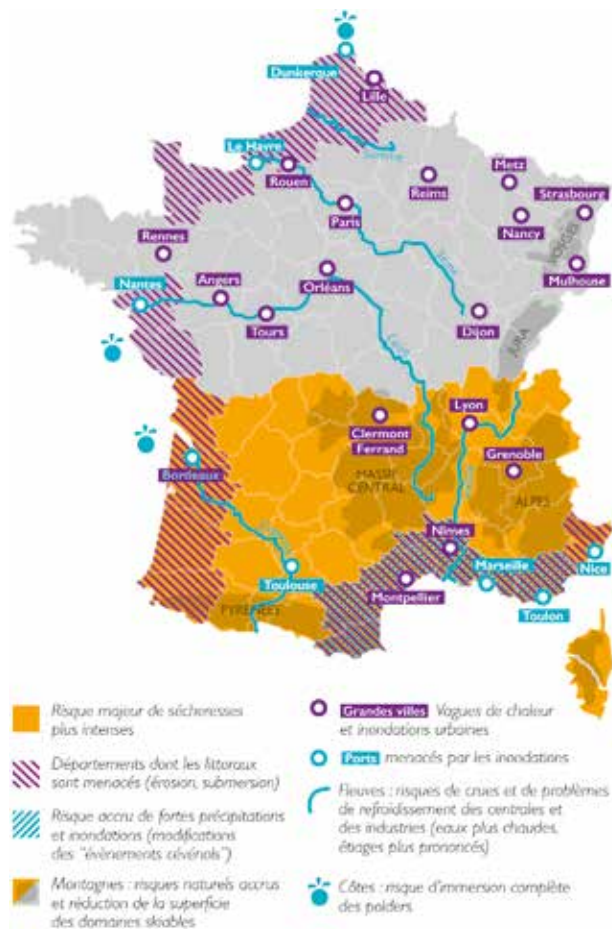 Dunkerque
Lille
Le Havre
Somme
Rouen
Reims
Metz
Strasbourg
Paris
Nancy
VOSGES
Rennes
Seine
Mulhouse
Nantes
Angers
Orléans
Tours
Dijon
Loire
JURA
Lyon
Clermont
Ferrand
Grenoble
MASSIF
CENTRAL
ALPES
Bordeaux
Nîmes
Toulouse
Marseille
Nice
Montpellier
Toulon
PYRENEES
Risque majeur de sécheresses
plus intenses
Départements dont les littoraux
sont menacés (érosion, submersion)
Risque accru de fortes précipitations
et inondations (modifications
des "évènements cévénols")
Montagnes : risques naturels accrus
et réduction de la superficie
des domaines skiables
Grandes villes Vagues de chaleur
et inondations urbaines
Ports menacés par les inondations
Fleuves : risques de crues et de problèmes
de refroidissement des centrales et
des industries (eaux plus chaudes,
étiages plus prononcés)
Côtes : risque d'immersion complète
des polders